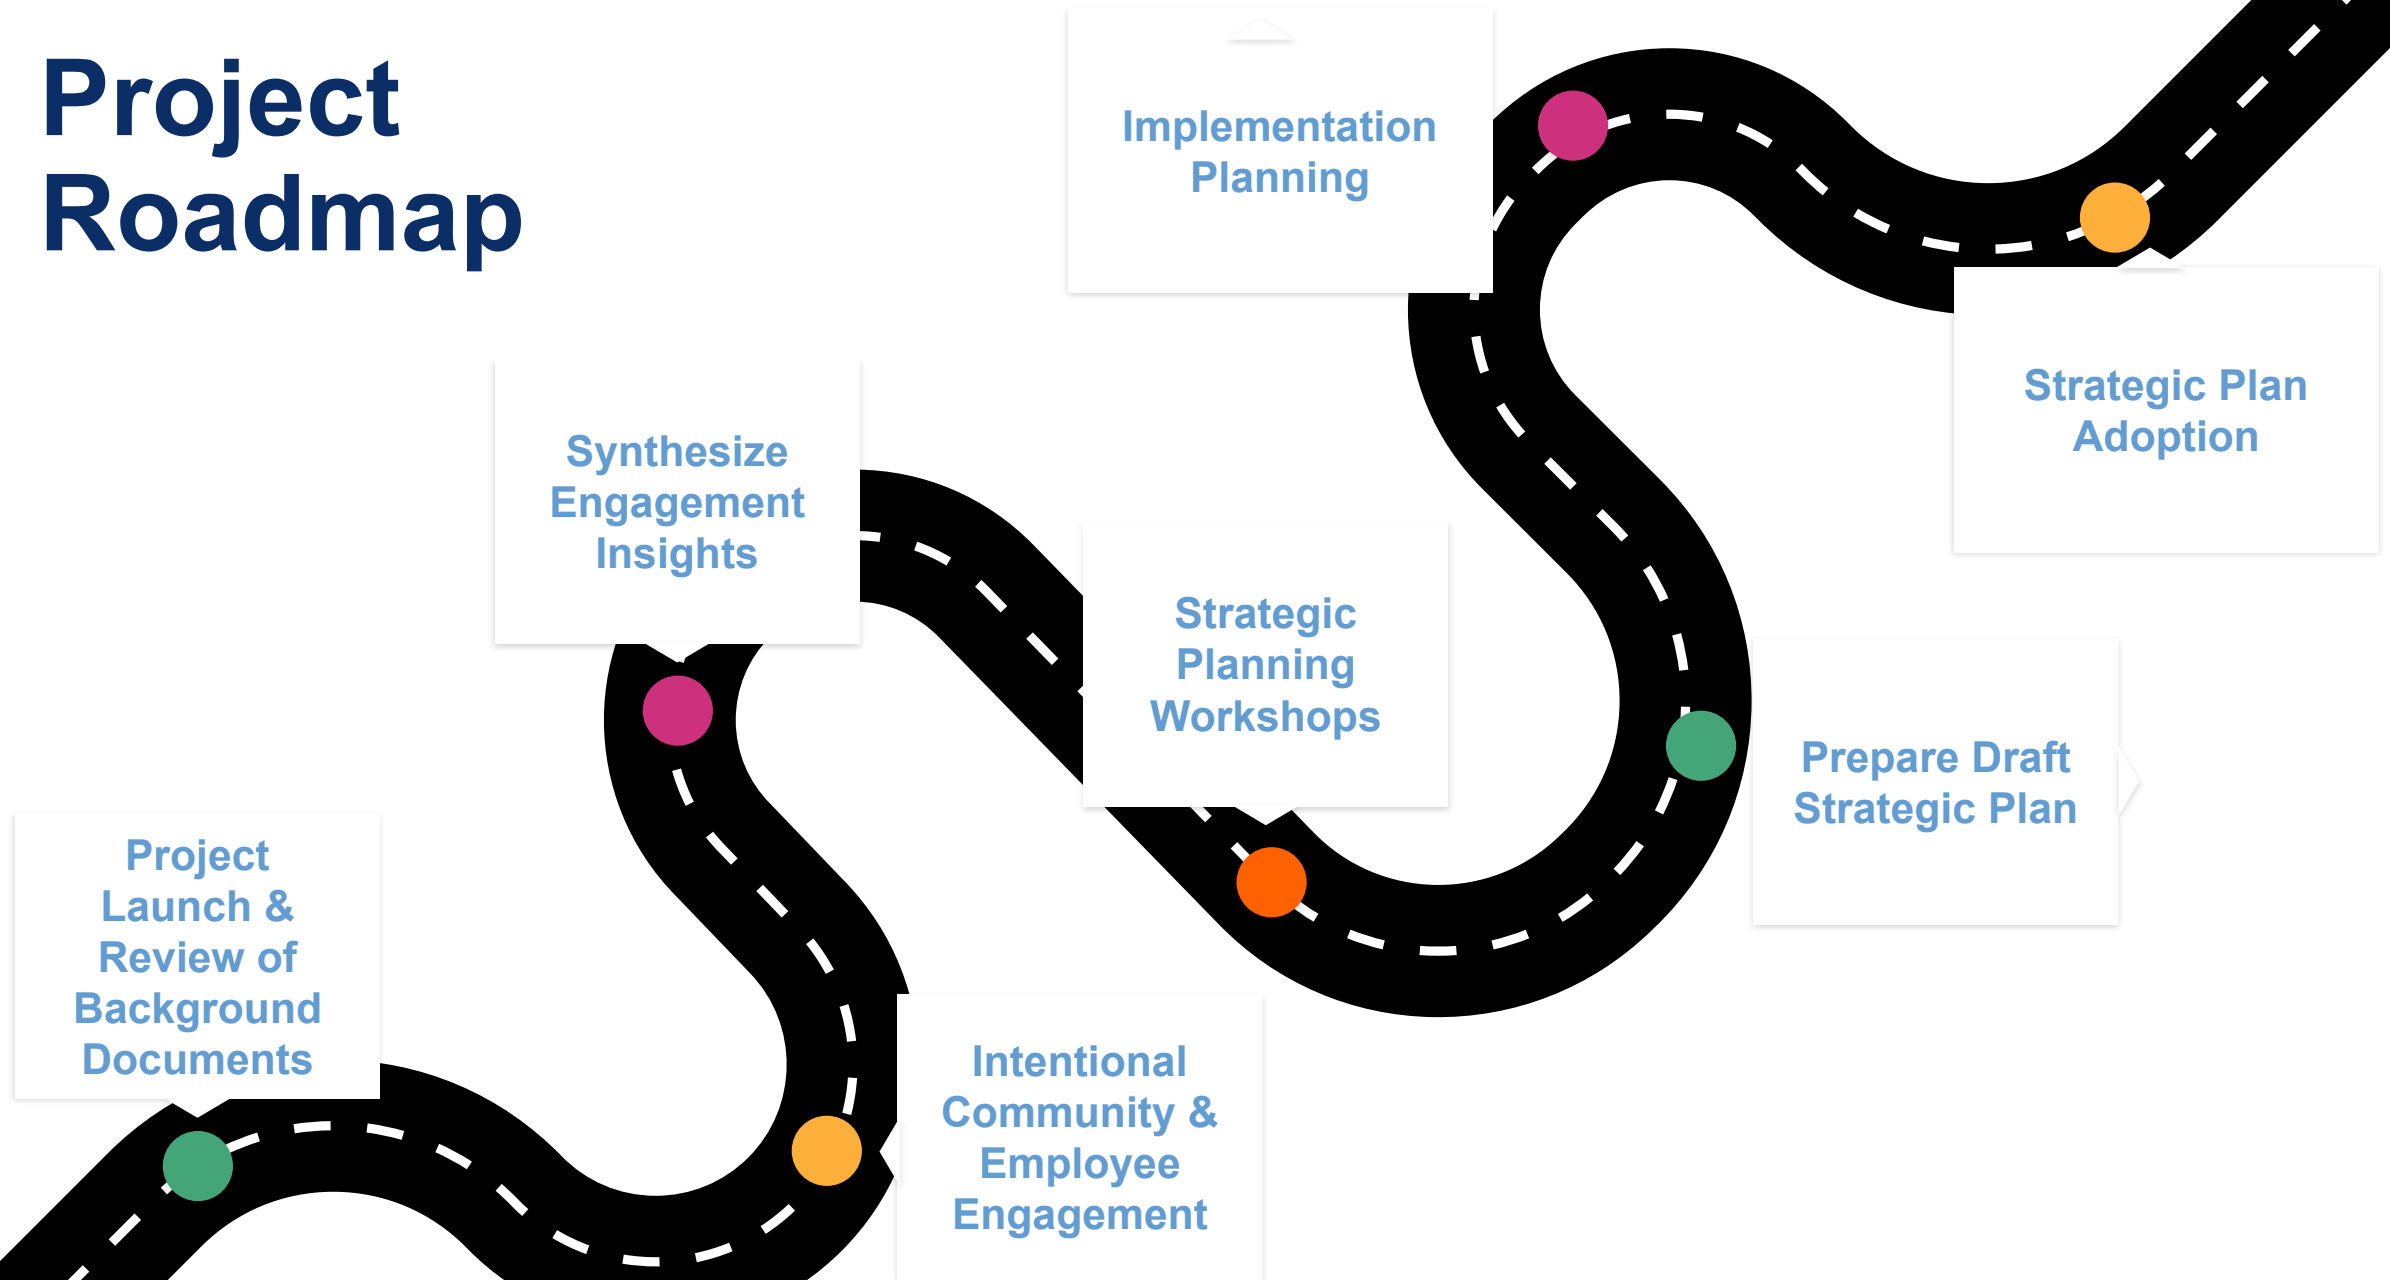 Project
Roadmap
Project
Launch &
Review of
Background
Documents
Intentional
Community &
Employee
Engagement
Synthesize
Engagement
Insights
Strategic
Planning
Workshops
Prepare Draft
Strategic Plan
Implementation
Planning
Strategic Plan
Adoption